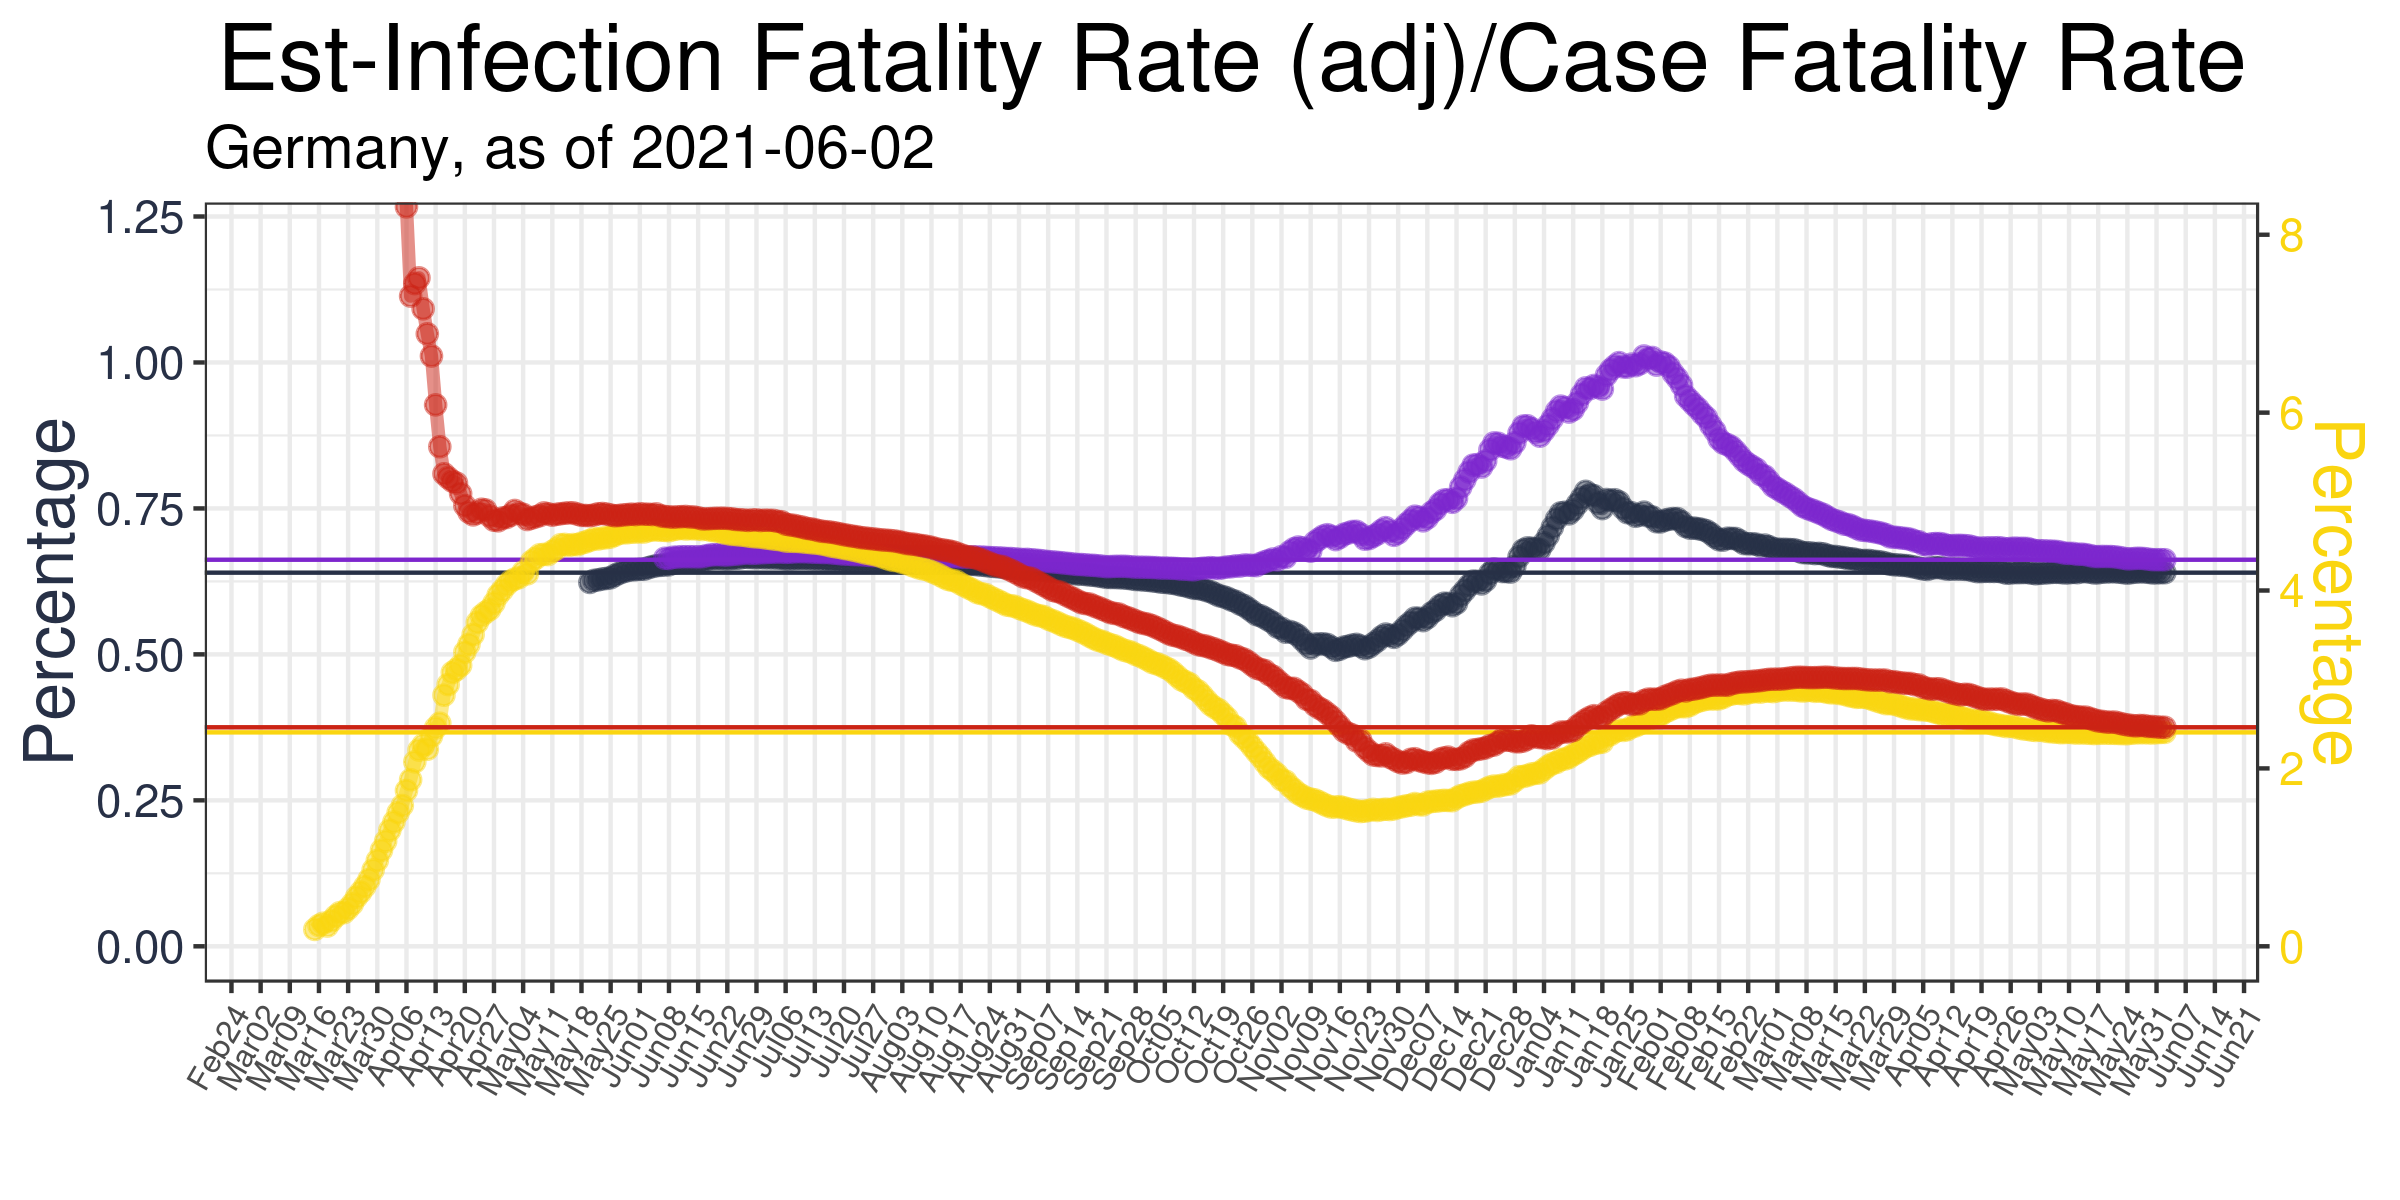 Est-Infection Fatality Rate (adj)/Case Fatality Rate
Germany, as of 2021-06-02
Percentage
1.25
1.00
0.75
0.50
0.25
0.00
8
6
4
2
0
Percentage
Feb24
Mar02
Mar09
Mar16
Mar23
Mar30
Apr06
Apr13
Apr20
Apr27
May04
May11
May18
May25
Jun01
Jun08
Jun15
Jun22
Jun29
Jul06
Jul13
Jul20
Jul27
Aug03
Aug10
Aug17
Aug24
Aug31
Sep07
Sep14
Sep21
Sep28
Oct05
Oct12
Oct19
Oct26
Nov02
Nov09
Nov16
Nov23
Nov30
Dec07
Dec14
Dec21
Dec28
Jan04
Jan11
Jan18
Jan25
Feb01
Feb08
Feb15
Feb22
Mar01
Mar08
Mar15
Mar22
Mar29
Apr05
Apr12
Apr19
Apr26
May03
May10
May17
May24
May31
Jun07
Jun14
Jun21